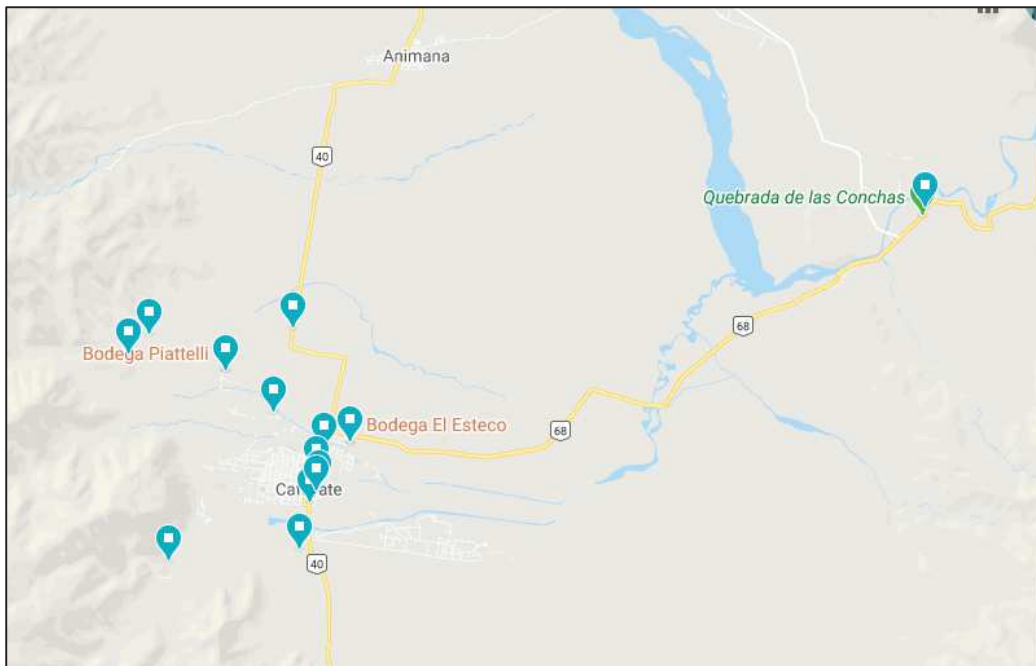 Animana
40
Quebrada de las Conchas
68
Bodega Piattelli
Bodega El Esteco
68
40